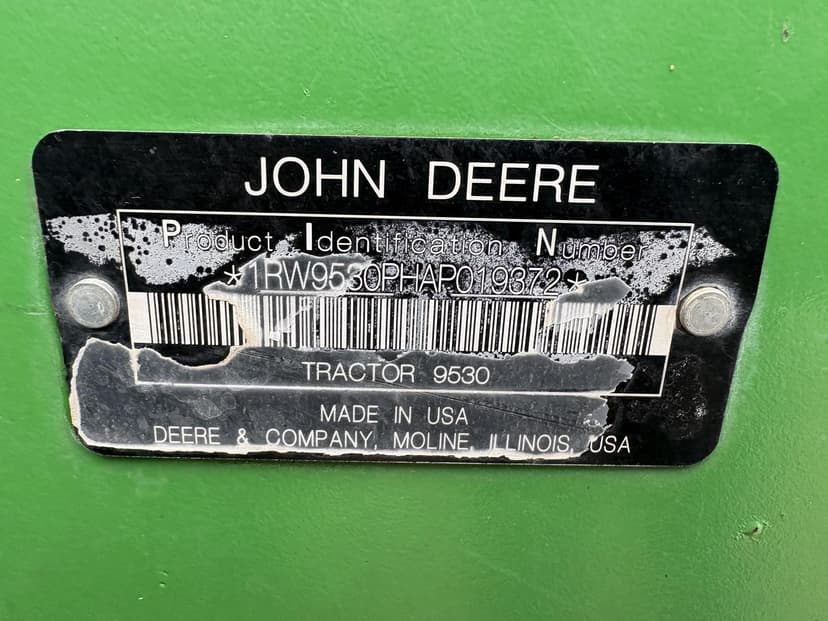 JOHN DEERE
Product Identification Number
*1RW9530PHAP019372*
TRACTOR 9530
MADE IN USA
DEERE & COMPANY, MOLINE, ILLINOIS, USA